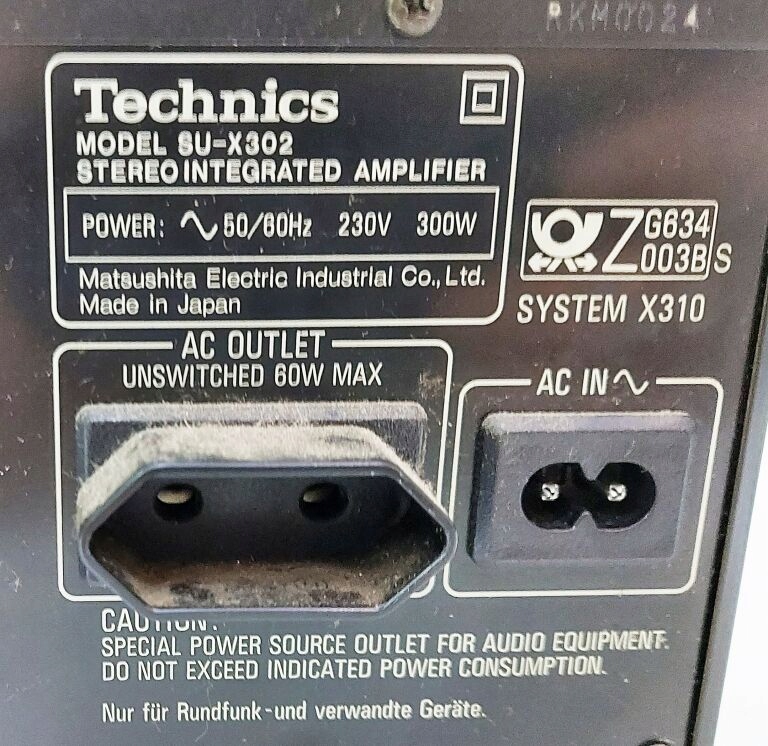 RKM0024
Technics
MODEL SU-X302
STEREO INTEGRATED AMPLIFIER
POWER: ∿ 50/60Hz 230V 300W
Matsushita Electric Industrial Co., Ltd.
Made in Japan
Z G634
003B S
SYSTEM X310
AC OUTLET
UNSWITCHED 60W MAX
AC IN ∿
CAUTION:
SPECIAL POWER SOURCE OUTLET FOR AUDIO EQUIPMENT.
DO NOT EXCEED INDICATED POWER CONSUMPTION.
Nur für Rundfunk-und verwandte Geräte.